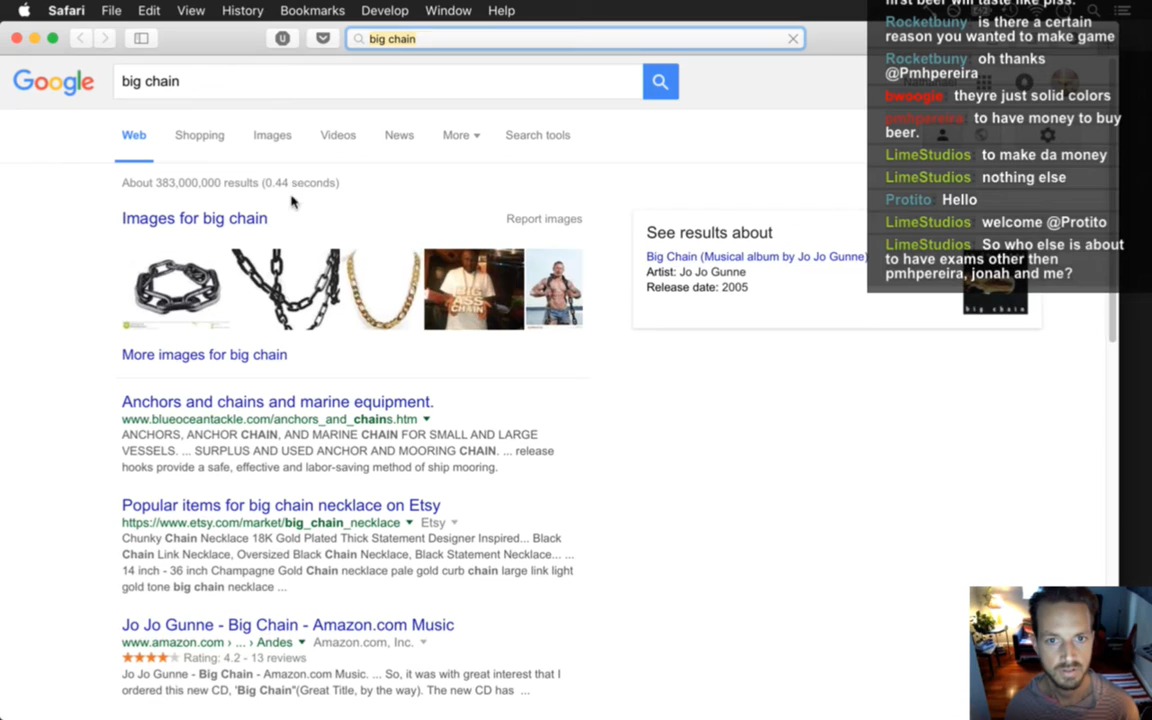 Safari File Edit View History Bookmarks Develop Window Help
big chain
Google
big chain
Web Shopping Images Videos News More Search tools
About 383,000,000 results (0.44 seconds)
Images for big chain
Report images
More images for big chain
Anchors and chains and marine equipment.
www.blueoceantackle.com/anchors_and_chains.htm
ANCHORS, ANCHOR CHAIN, AND MARINE CHAIN FOR SMALL AND LARGE
VESSELS. ... SURPLUS AND USED ANCHOR AND MOORING CHAIN. ... release
hooks provide a safe, effective and labor-saving method of ship mooring.
Popular items for big chain necklace on Etsy
https://www.etsy.com/market/big_chain_necklace Etsy
Chunky Chain Necklace 18K Gold Plated Thick Statement Designer Inspired... Black
Chain Link Necklace, Oversized Black Chain Necklace, Black Statement Necklace... ...
14 inch - 36 inch Champagne Gold Chain necklace pale gold curb chain large link light
gold tone big chain necklace ...
Jo Jo Gunne - Big Chain - Amazon.com Music
www.amazon.com › ... › Andes Amazon.com, Inc.
Rating: 4.2 - 13 reviews
Jo Jo Gunne - Big Chain - Amazon.com Music. ... So, it was with great interest that I
ordered this new CD, 'Big Chain"(Great Title, by the way). The new CD has ...
See results about
Big Chain (Musical album by Jo Jo Gunne)
Artist: Jo Jo Gunne
Release date: 2005
big chain
first beer will taste like piss.
Rocketbuny is there a certain
reason you wanted to make game
Rocketbuny oh thanks
@Pmhpereira
bwoogie theyre just solid colors
pmhpereira to have money to buy
beer.
LimeStudios to make da money
LimeStudios nothing else
Protito Hello
LimeStudios welcome @Protito
LimeStudios So who else is about
to have exams other then
pmhpereira, jonah and me?